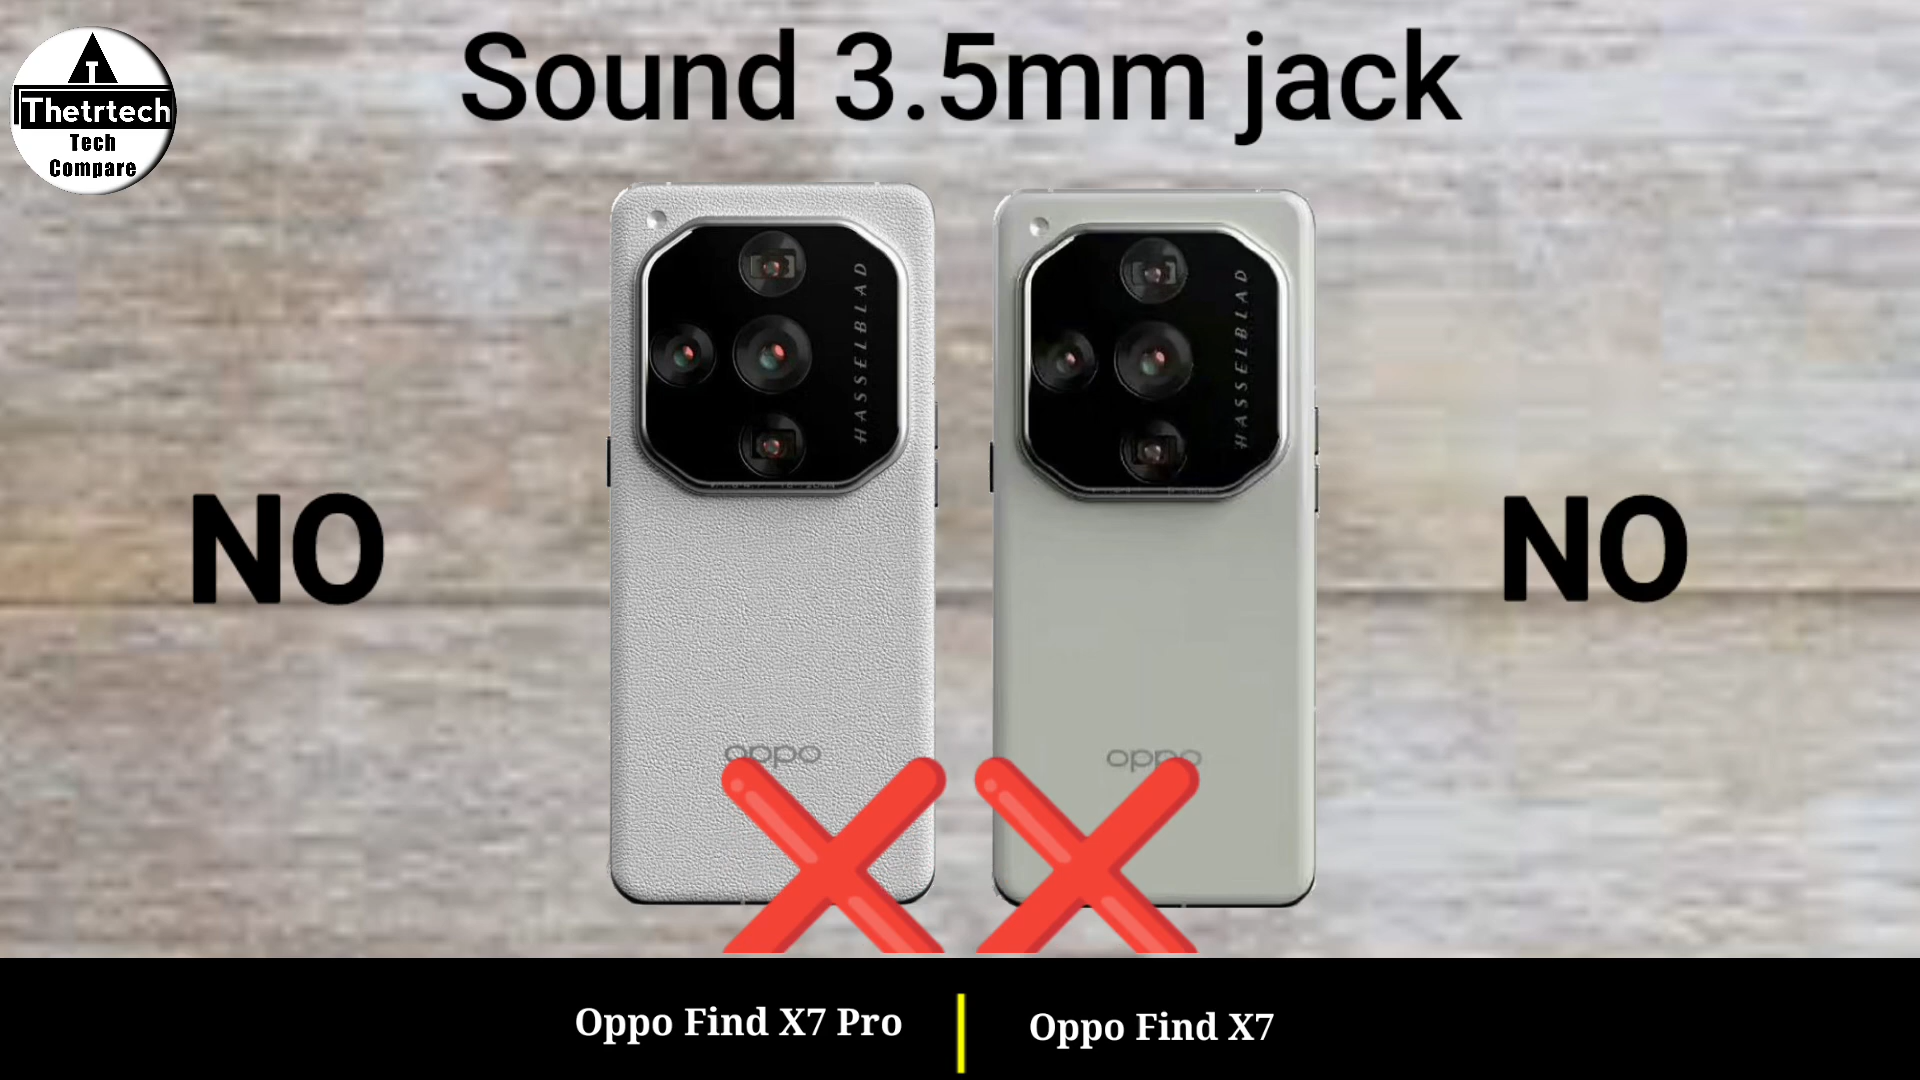 T
Thetrtech
Tech
Compare
Sound 3.5mm jack
HASSELBLAD
HASSELBLAD
NO
NO
oppo
oppo
Oppo Find X7 Pro
Oppo Find X7